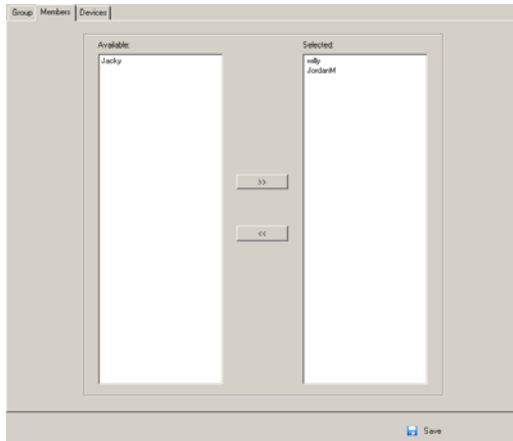 Group Members Devices
Available:
Selected:
Jacky
willy
JordanM
>>
<<
Save